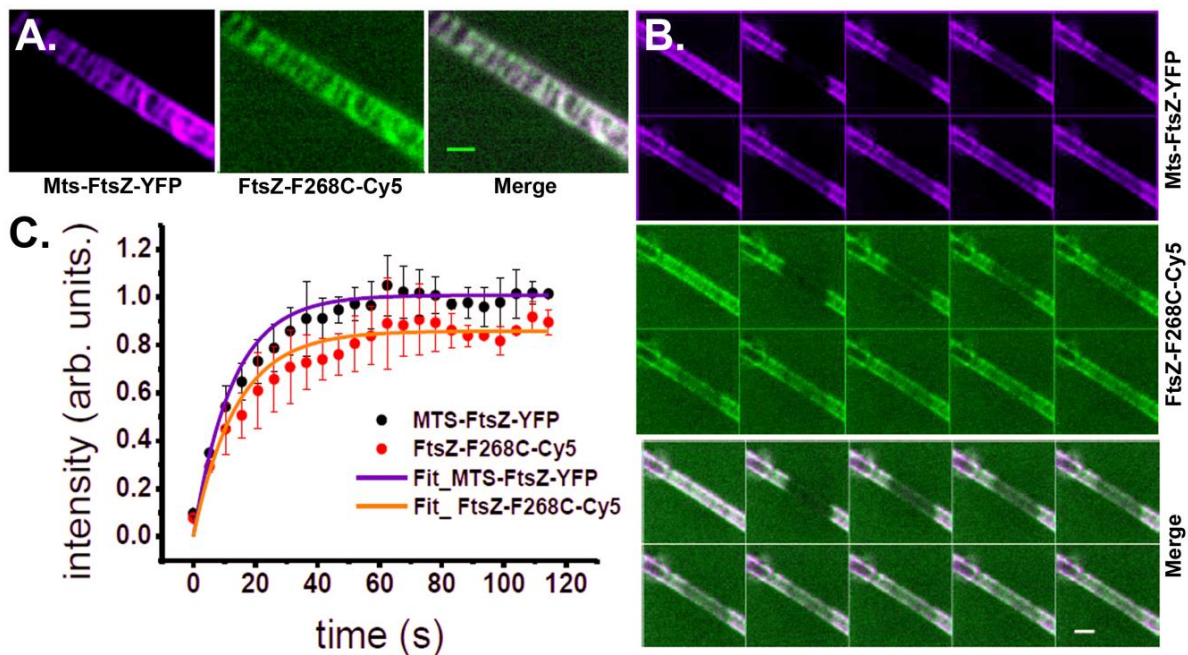 A.
Mts-FtsZ-YFP
FtsZ-F268C-Cy5
Merge
B.
Mts-FtsZ-YFP
FtsZ-F268C-Cy5
Merge
C.
intensity (arb. units.)
1.2
1.0
0.8
0.6
0.4
0.2
0.0
MTS-FtsZ-YFP
FtsZ-F268C-Cy5
Fit_MTS-FtsZ-YFP
Fit_ FtsZ-F268C-Cy5
0 20 40 60 80 100 120
time (s)